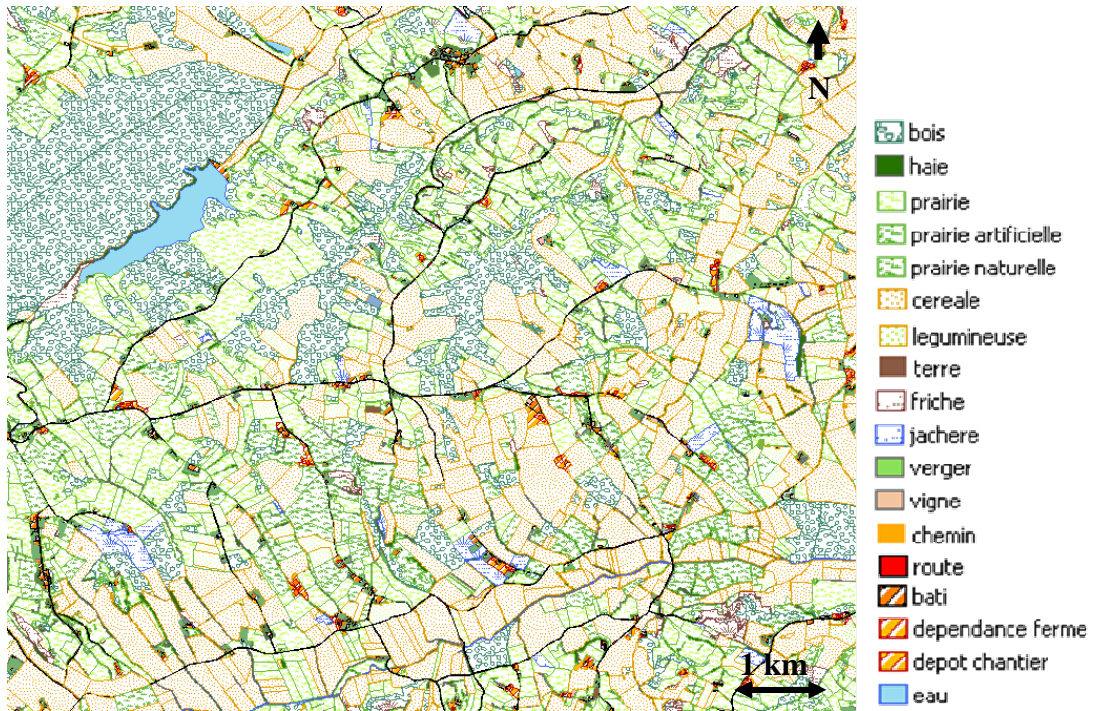 N
bois
haie
prairie
prairie artificielle
prairie naturelle
cereale
legumineuse
terre
friche
jachere
verger
vigne
chemin
route
bati
dependance ferme
depot chantier
eau
1 km